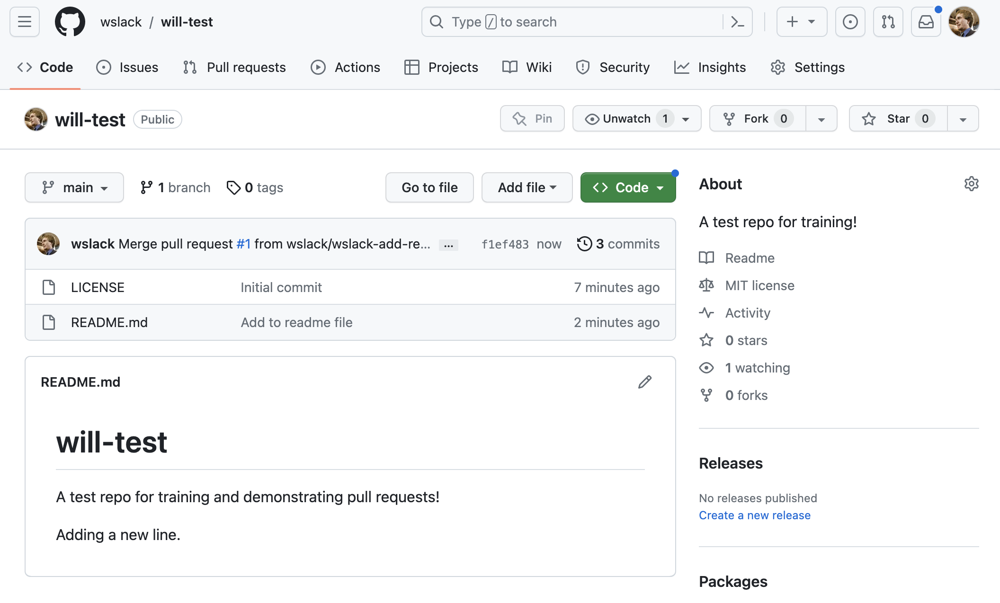 wslack / will-test
Type / to search
Code Issues Pull requests Actions Projects Wiki Security Insights Settings
will-test Public
Pin Unwatch 1 Fork 0 Star 0
main 1 branch 0 tags Go to file Add file Code
wslack Merge pull request #1 from wslack/wslack-add-re... ... f1ef483 now 3 commits
LICENSE Initial commit 7 minutes ago
README.md Add to readme file 2 minutes ago
README.md
will-test
A test repo for training and demonstrating pull requests!
Adding a new line.
About
A test repo for training!
Readme
MIT license
Activity
0 stars
1 watching
0 forks
Releases
No releases published
Create a new release
Packages